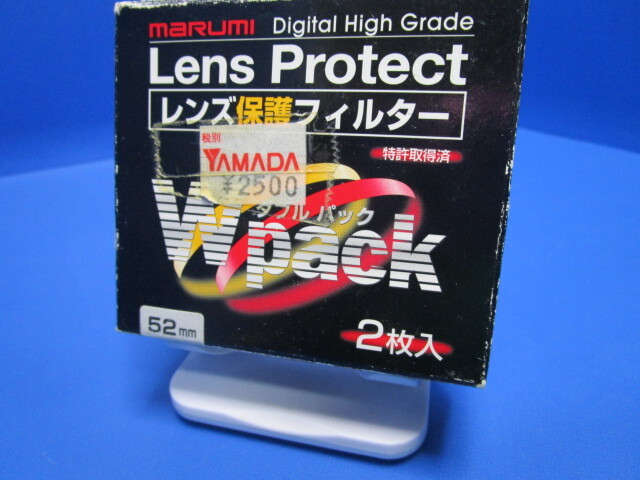 marumi Digital High Grade
Lens Protect
レンズ保護フィルター
税別
YAMADA
¥2500
特許取得済
ダブルパック
Wpack
52mm
2枚入